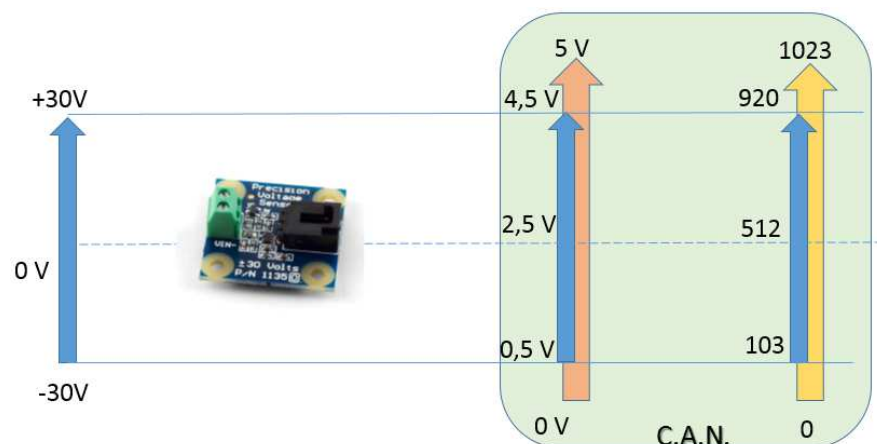 5 V
1023
+30V
4,5 V
920
Precision
Voltage
VIN-
2,5 V
512
0 V
±30 Volts
P/N 1135
0,5 V
103
-30V
0 V
C.A.N.
0